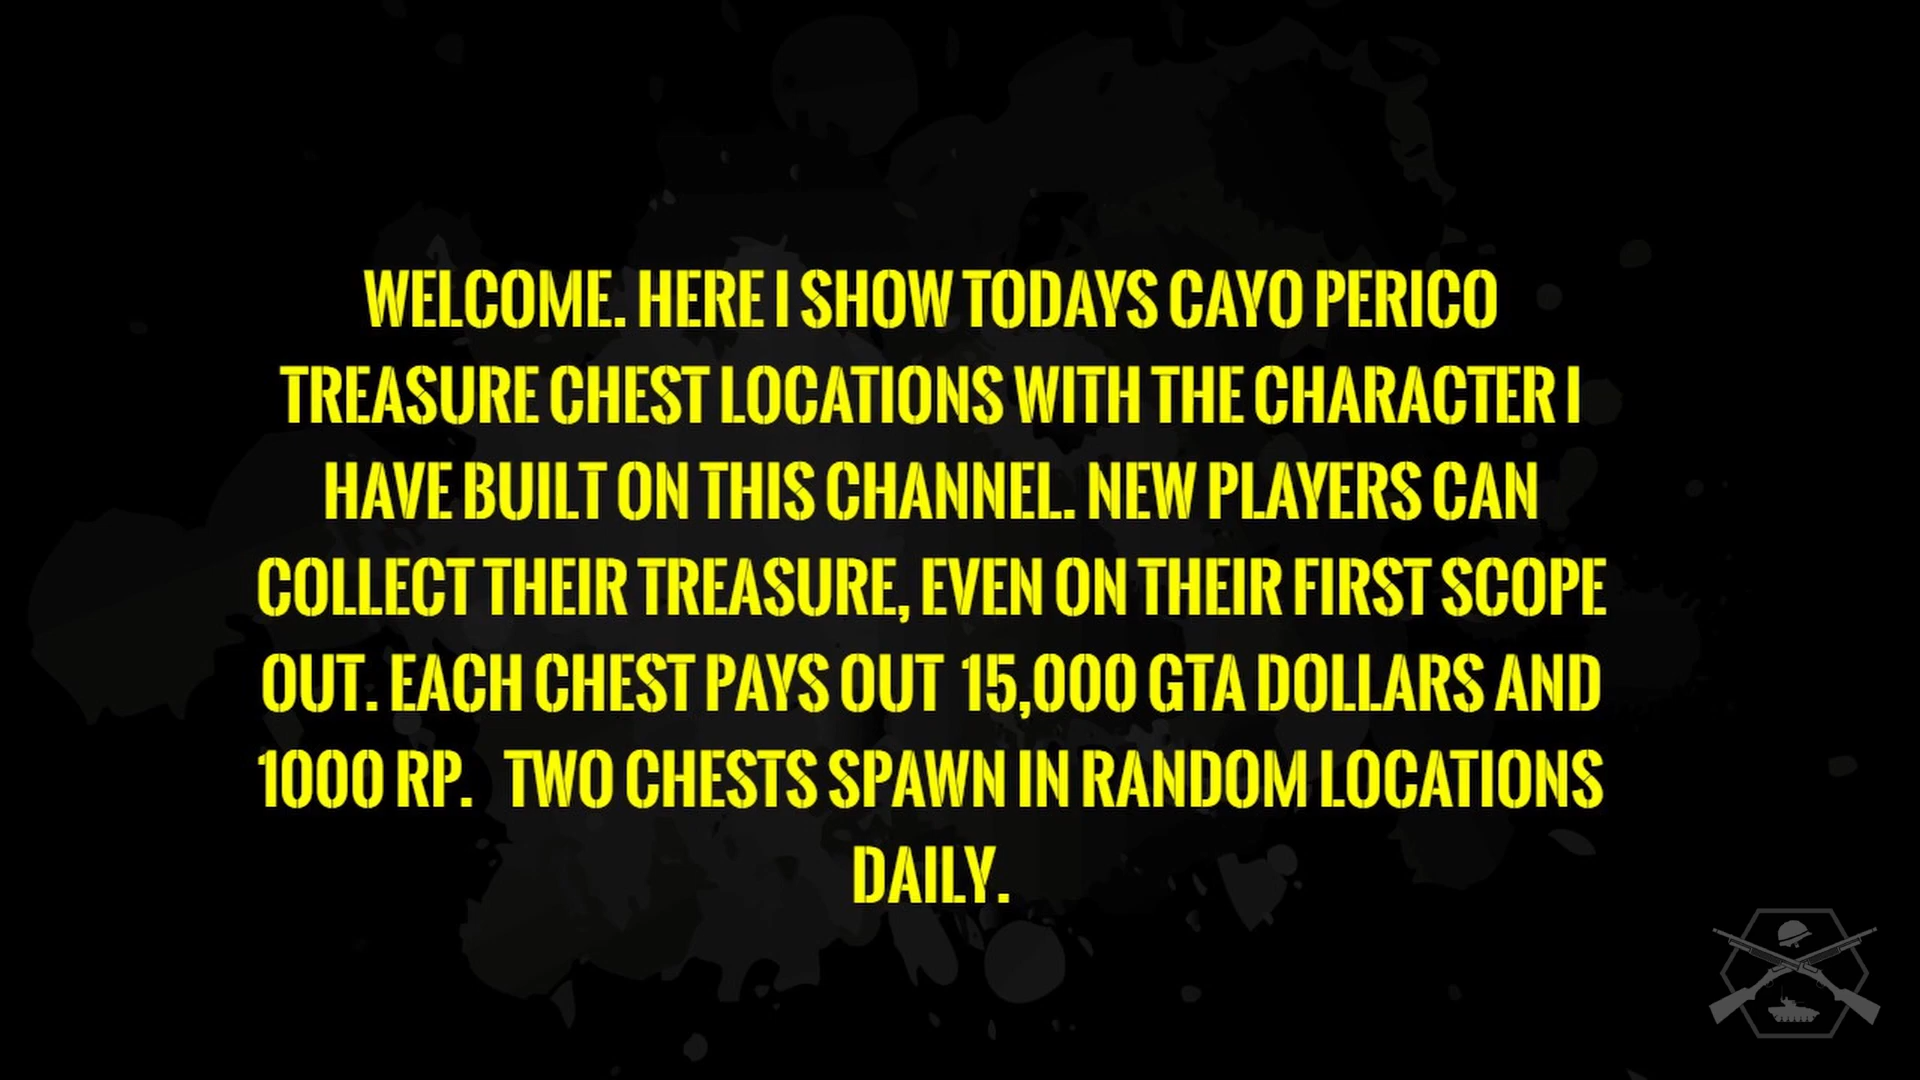 WELCOME. HERE I SHOW TODAYS CAYO PERICO
TREASURE CHEST LOCATIONS WITH THE CHARACTER I
HAVE BUILT ON THIS CHANNEL. NEW PLAYERS CAN
COLLECT THEIR TREASURE, EVEN ON THEIR FIRST SCOPE
OUT. EACH CHEST PAYS OUT 15,000 GTA DOLLARS AND
1000 RP. TWO CHESTS SPAWN IN RANDOM LOCATIONS
DAILY.